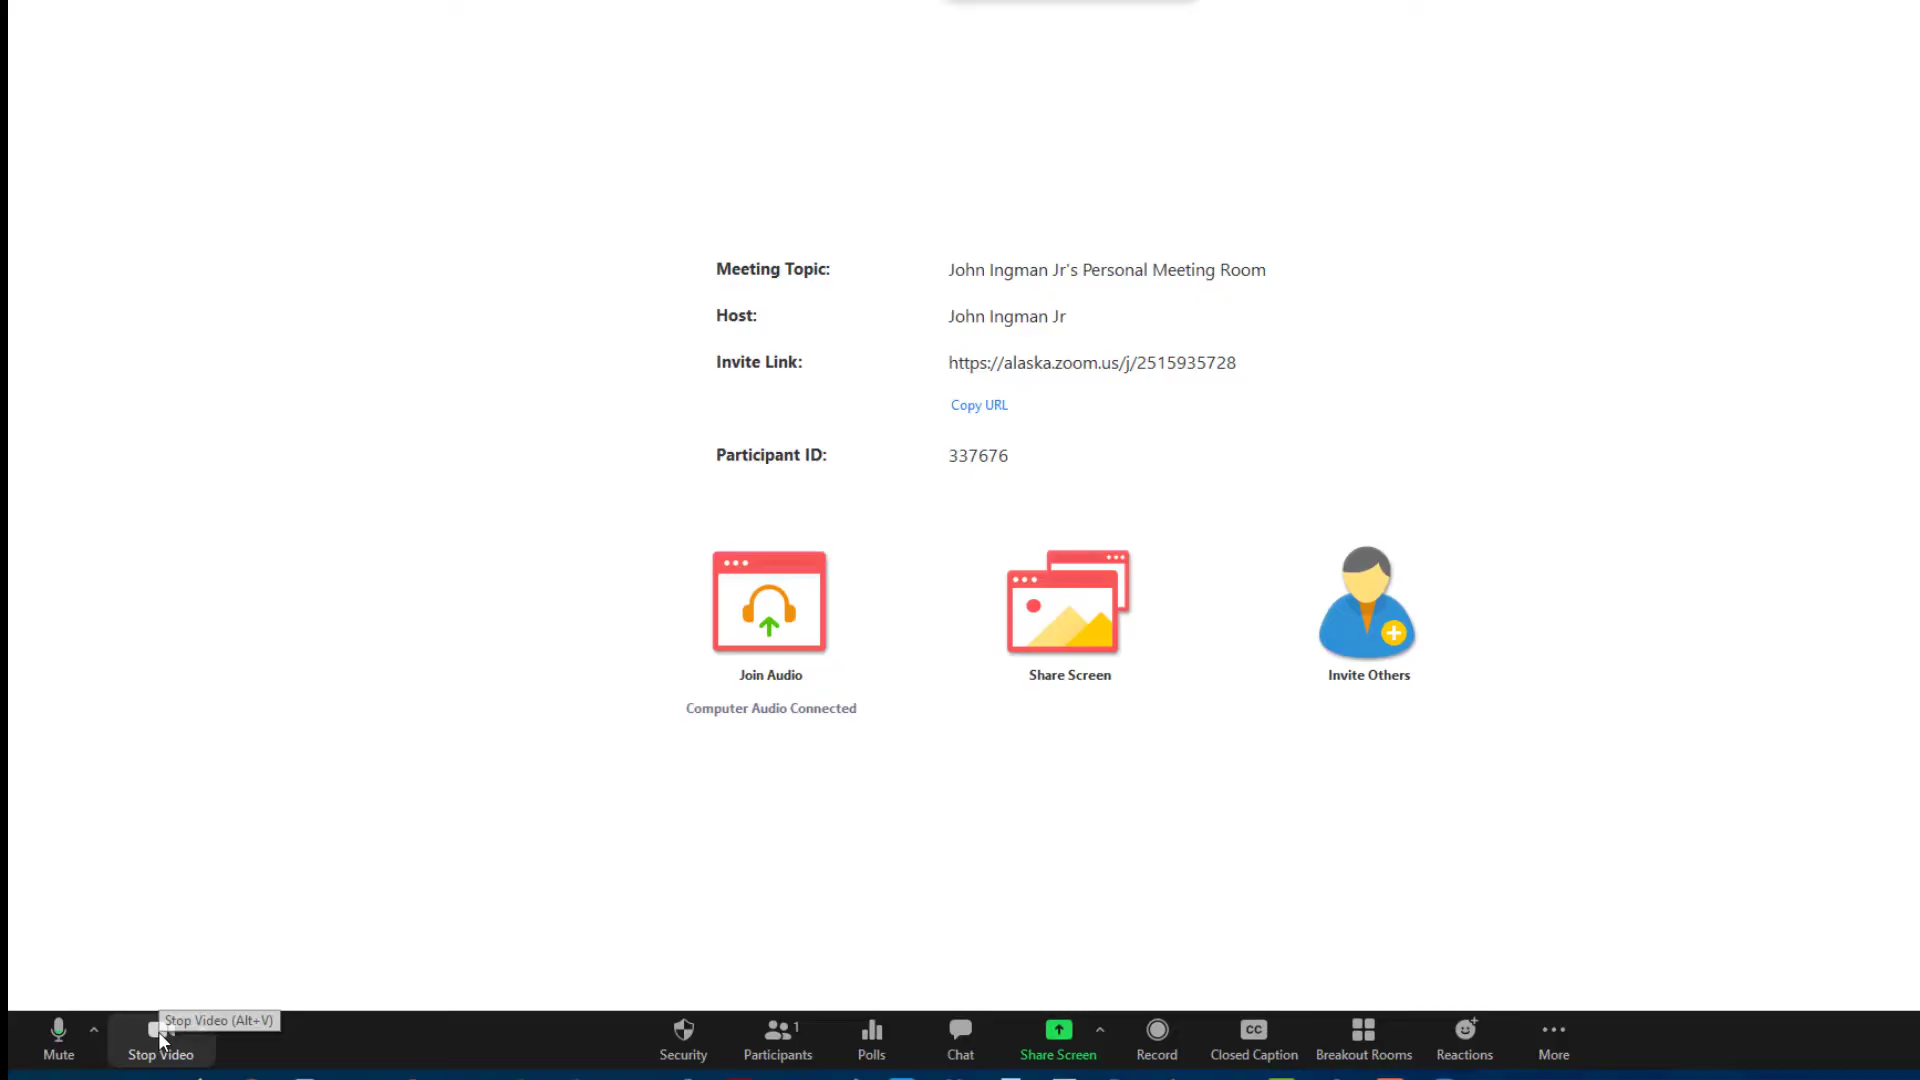 Meeting Topic: John Ingman Jr's Personal Meeting Room
Host: John Ingman Jr
Invite Link: https://alaska.zoom.us/j/2515935728
Copy URL
Participant ID: 337676
Join Audio Share Screen Invite Others
Computer Audio Connected
Stop Video (Alt+V)
1
CC
Mute Stop Video Security Participants Polls Chat Share Screen Record Closed Caption Breakout Rooms Reactions More